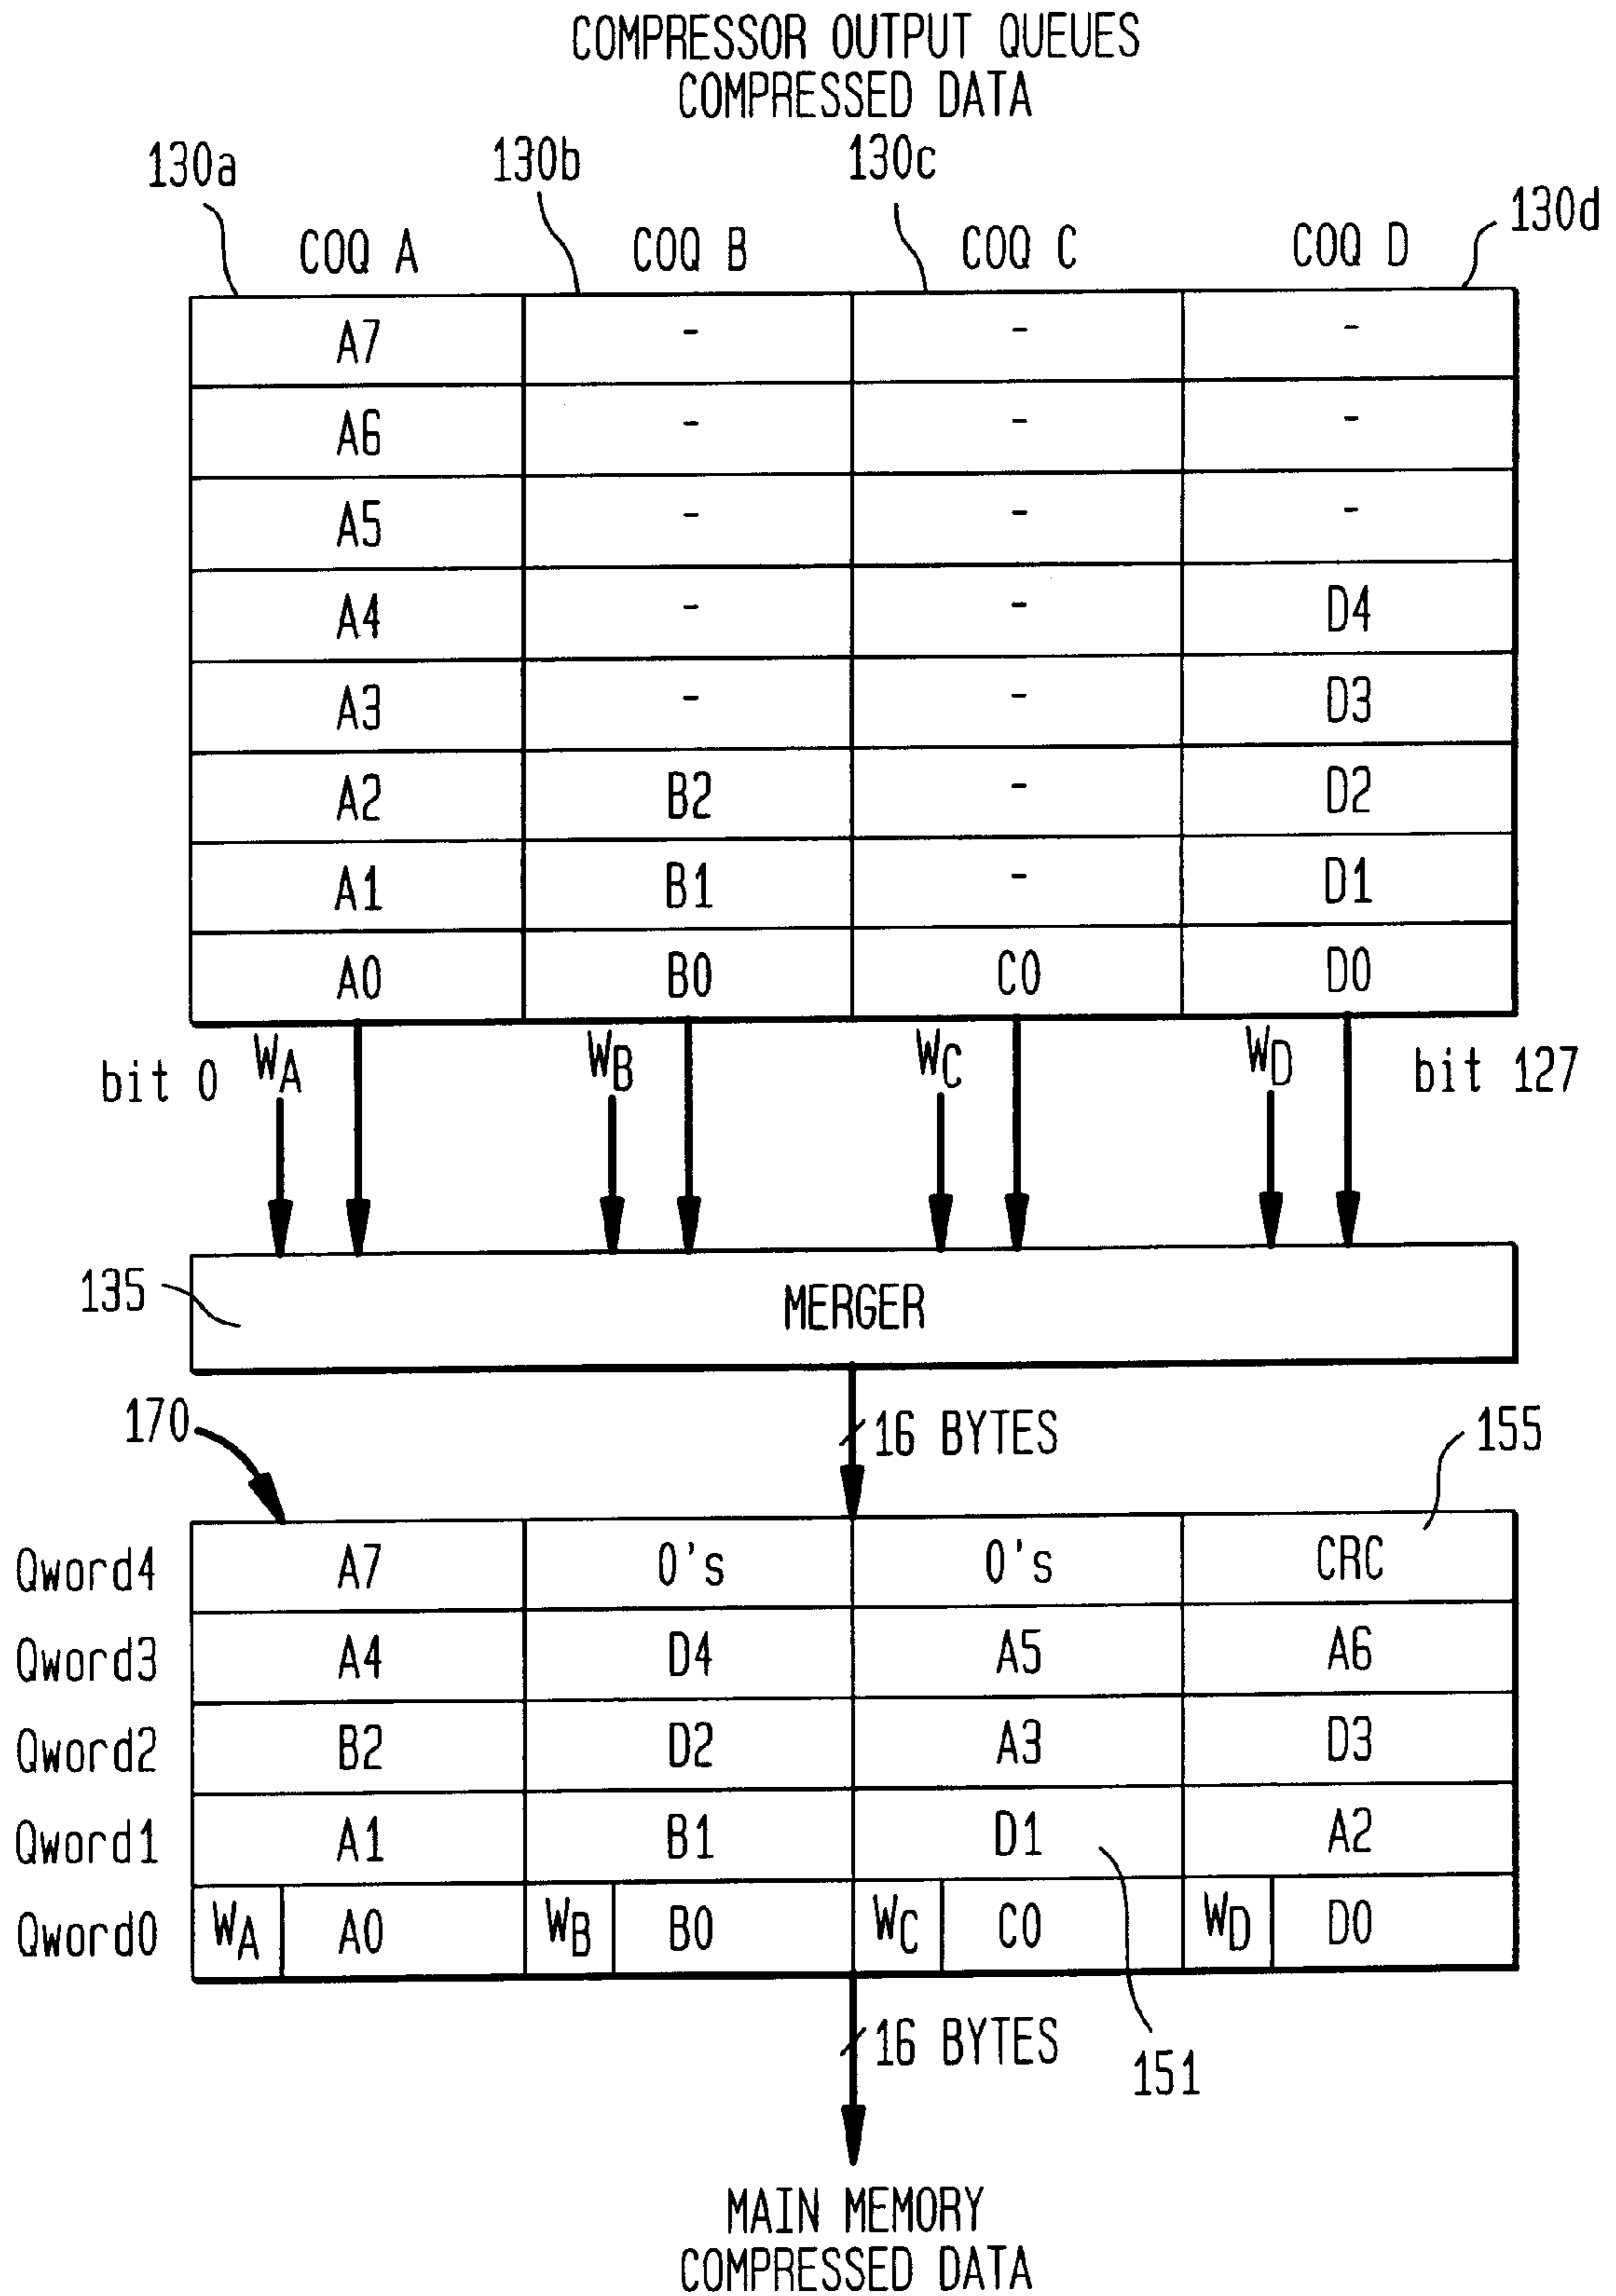 COMPRESSOR OUTPUT QUEUES
COMPRESSED DATA
130a 130b 130c 130d
COQ A COQ B COQ C COQ D
A7 - - -
A6 - - -
A5 - - -
A4 - - D4
A3 - - D3
A2 B2 - D2
A1 B1 - D1
A0 B0 C0 D0
bit 0 WA WB WC WD bit 127
135 MERGER
170 16 BYTES 155
Qword4 A7 0's 0's CRC
Qword3 A4 D4 A5 A6
Qword2 B2 D2 A3 D3
Qword1 A1 B1 D1 A2
Qword0 WA A0 WB B0 WC C0 WD D0
16 BYTES 151
MAIN MEMORY
COMPRESSED DATA